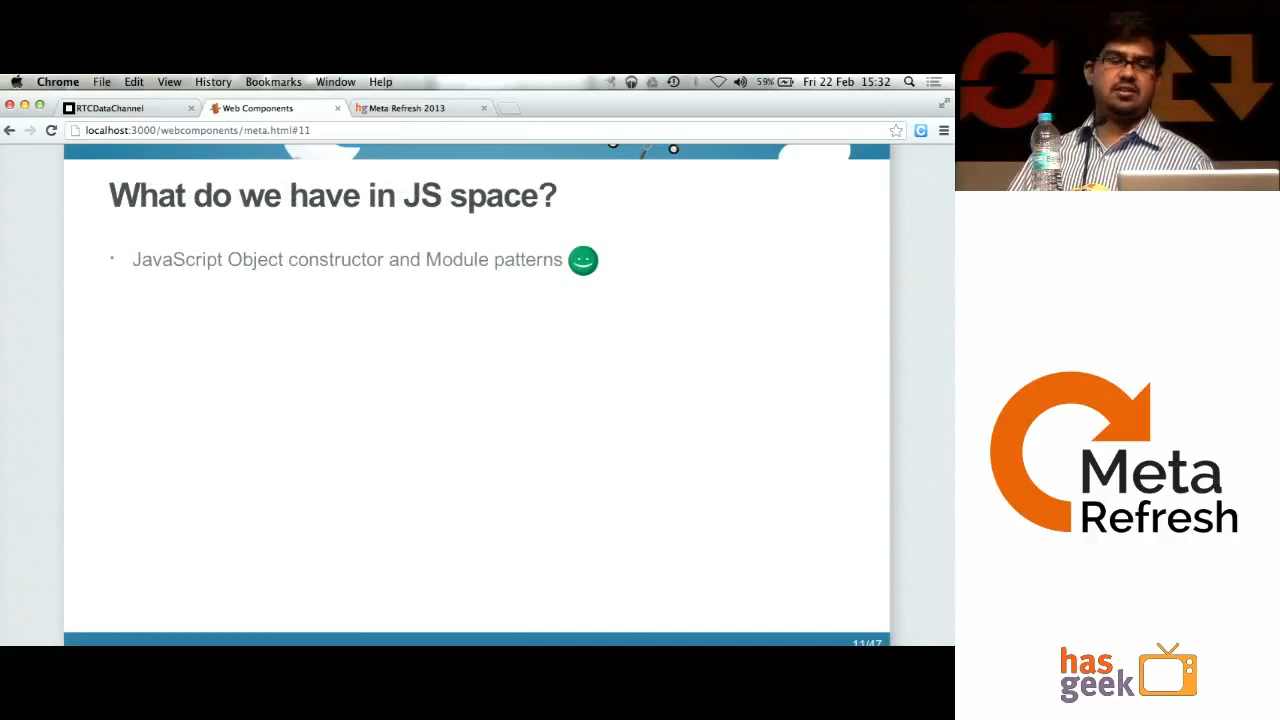 Chrome File Edit View History Bookmarks Window Help 59% Fri 22 Feb 15:32
RTCDataChannel Web Components hg Meta Refresh 2013
localhost:3000/webcomponents/meta.html#11
What do we have in JS space?
· JavaScript Object constructor and Module patterns
11/47
Meta
Refresh
has
geek